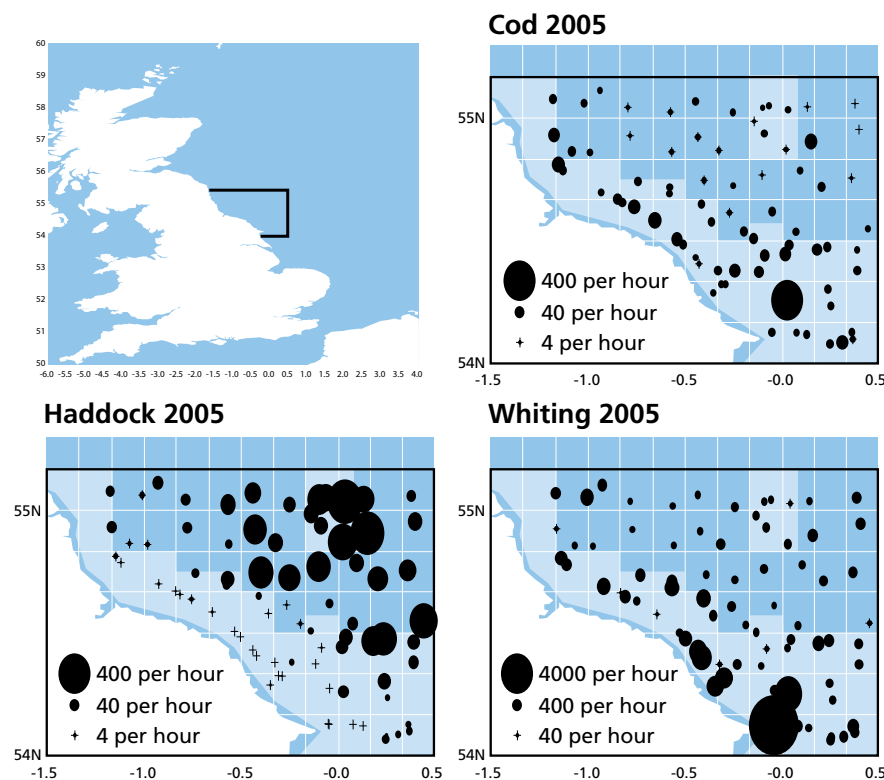 Cod 2005
60
59
58
57
56
55
54
53
52
51
50
-6.0 -5.5 -5.0 -4.5 -4.0 -3.5 -3.0 -2.5 -2.0 -1.5 -1.0 -0.5 0.0 0.5 1.0 1.5 2.0 2.5 3.0 3.5 4.0
55N
400 per hour
40 per hour
4 per hour
54N
-1.5 -1.0 -0.5 -0.0 0.5
Haddock 2005
55N
400 per hour
40 per hour
4 per hour
54N
-1.5 -1.0 -0.5 -0.0 0.5
Whiting 2005
55N
4000 per hour
400 per hour
40 per hour
54N
-1.5 -1.0 -0.5 -0.0 0.5